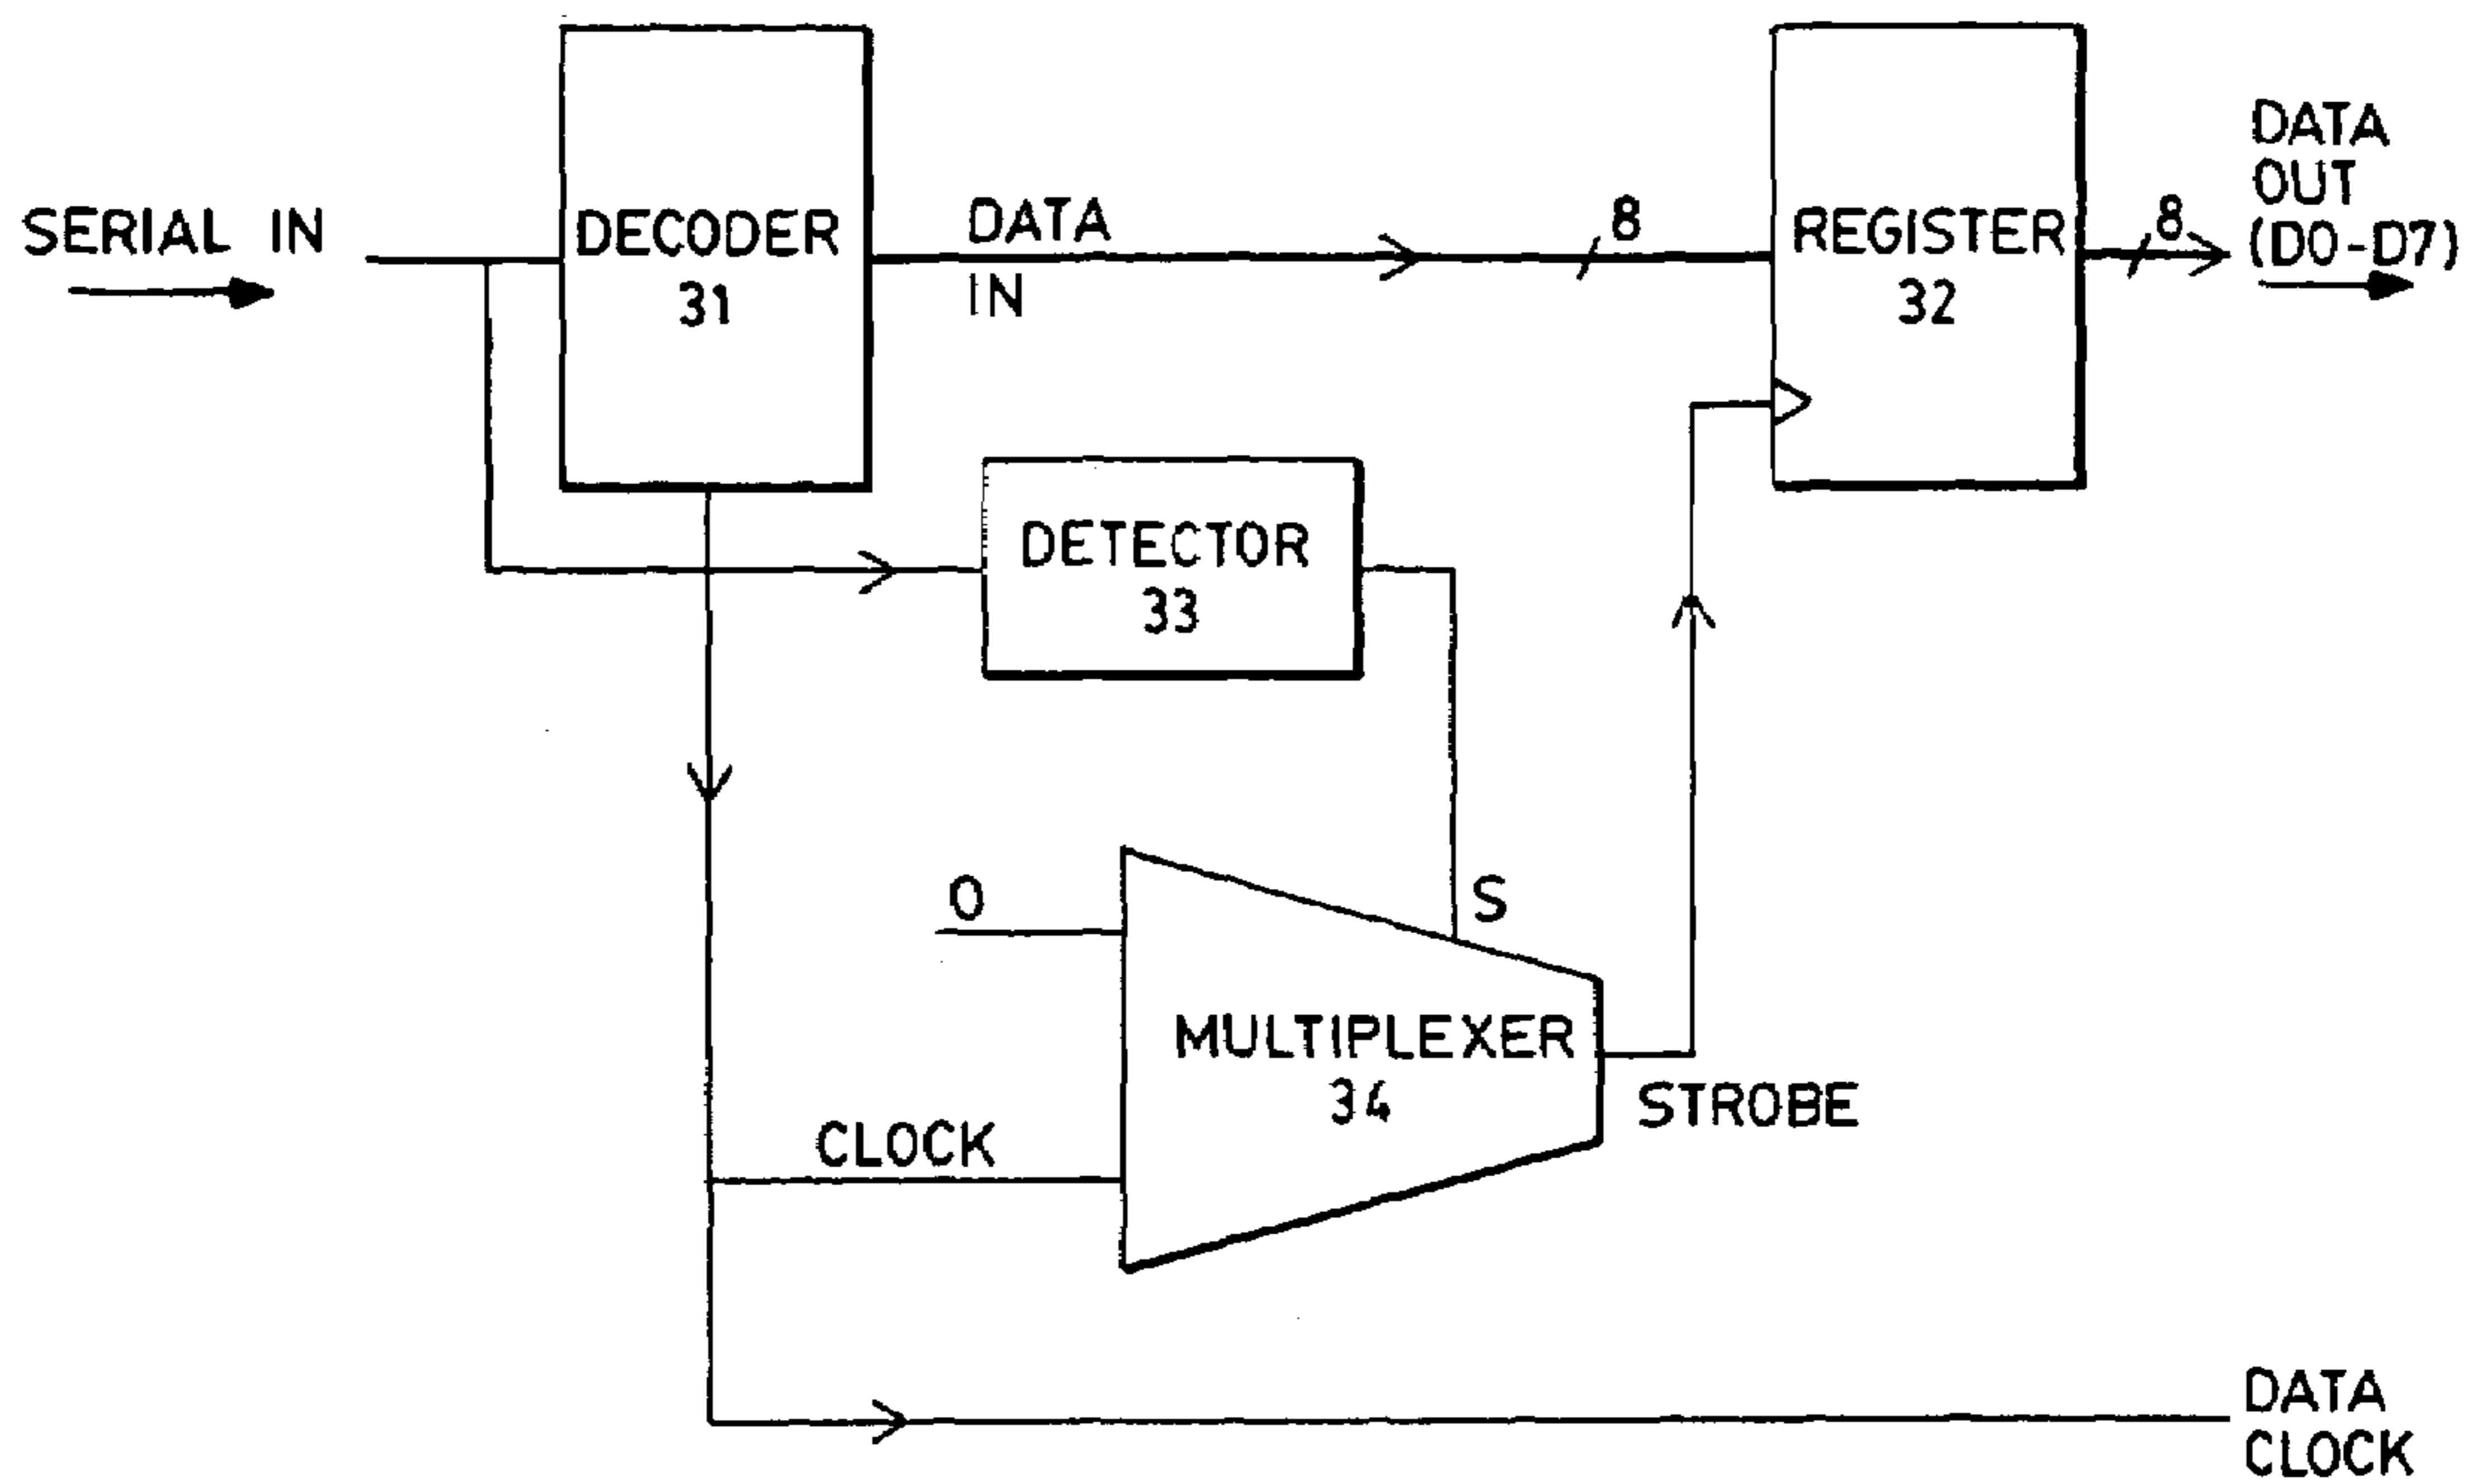 SERIAL IN
DECODER
31
DATA
IN
8
REGISTER
32
8
DATA
OUT
(D0-D7)
DETECTOR
33
0
S
MULTIPLEXER
34
CLOCK
STROBE
DATA
CLOCK